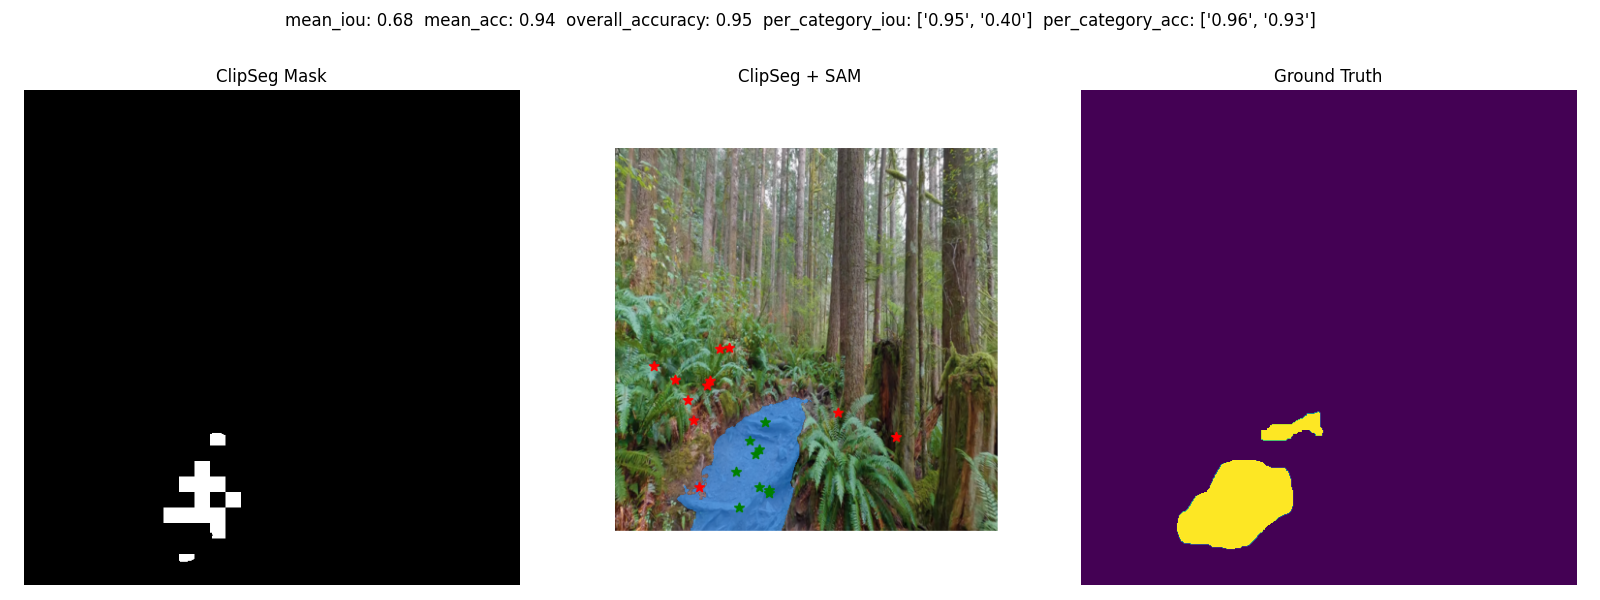 mean_iou: 0.68  mean_acc: 0.94  overall_accuracy: 0.95  per_category_iou: ['0.95', '0.40']  per_category_acc: ['0.96', '0.93']
ClipSeg Mask
ClipSeg + SAM
Ground Truth